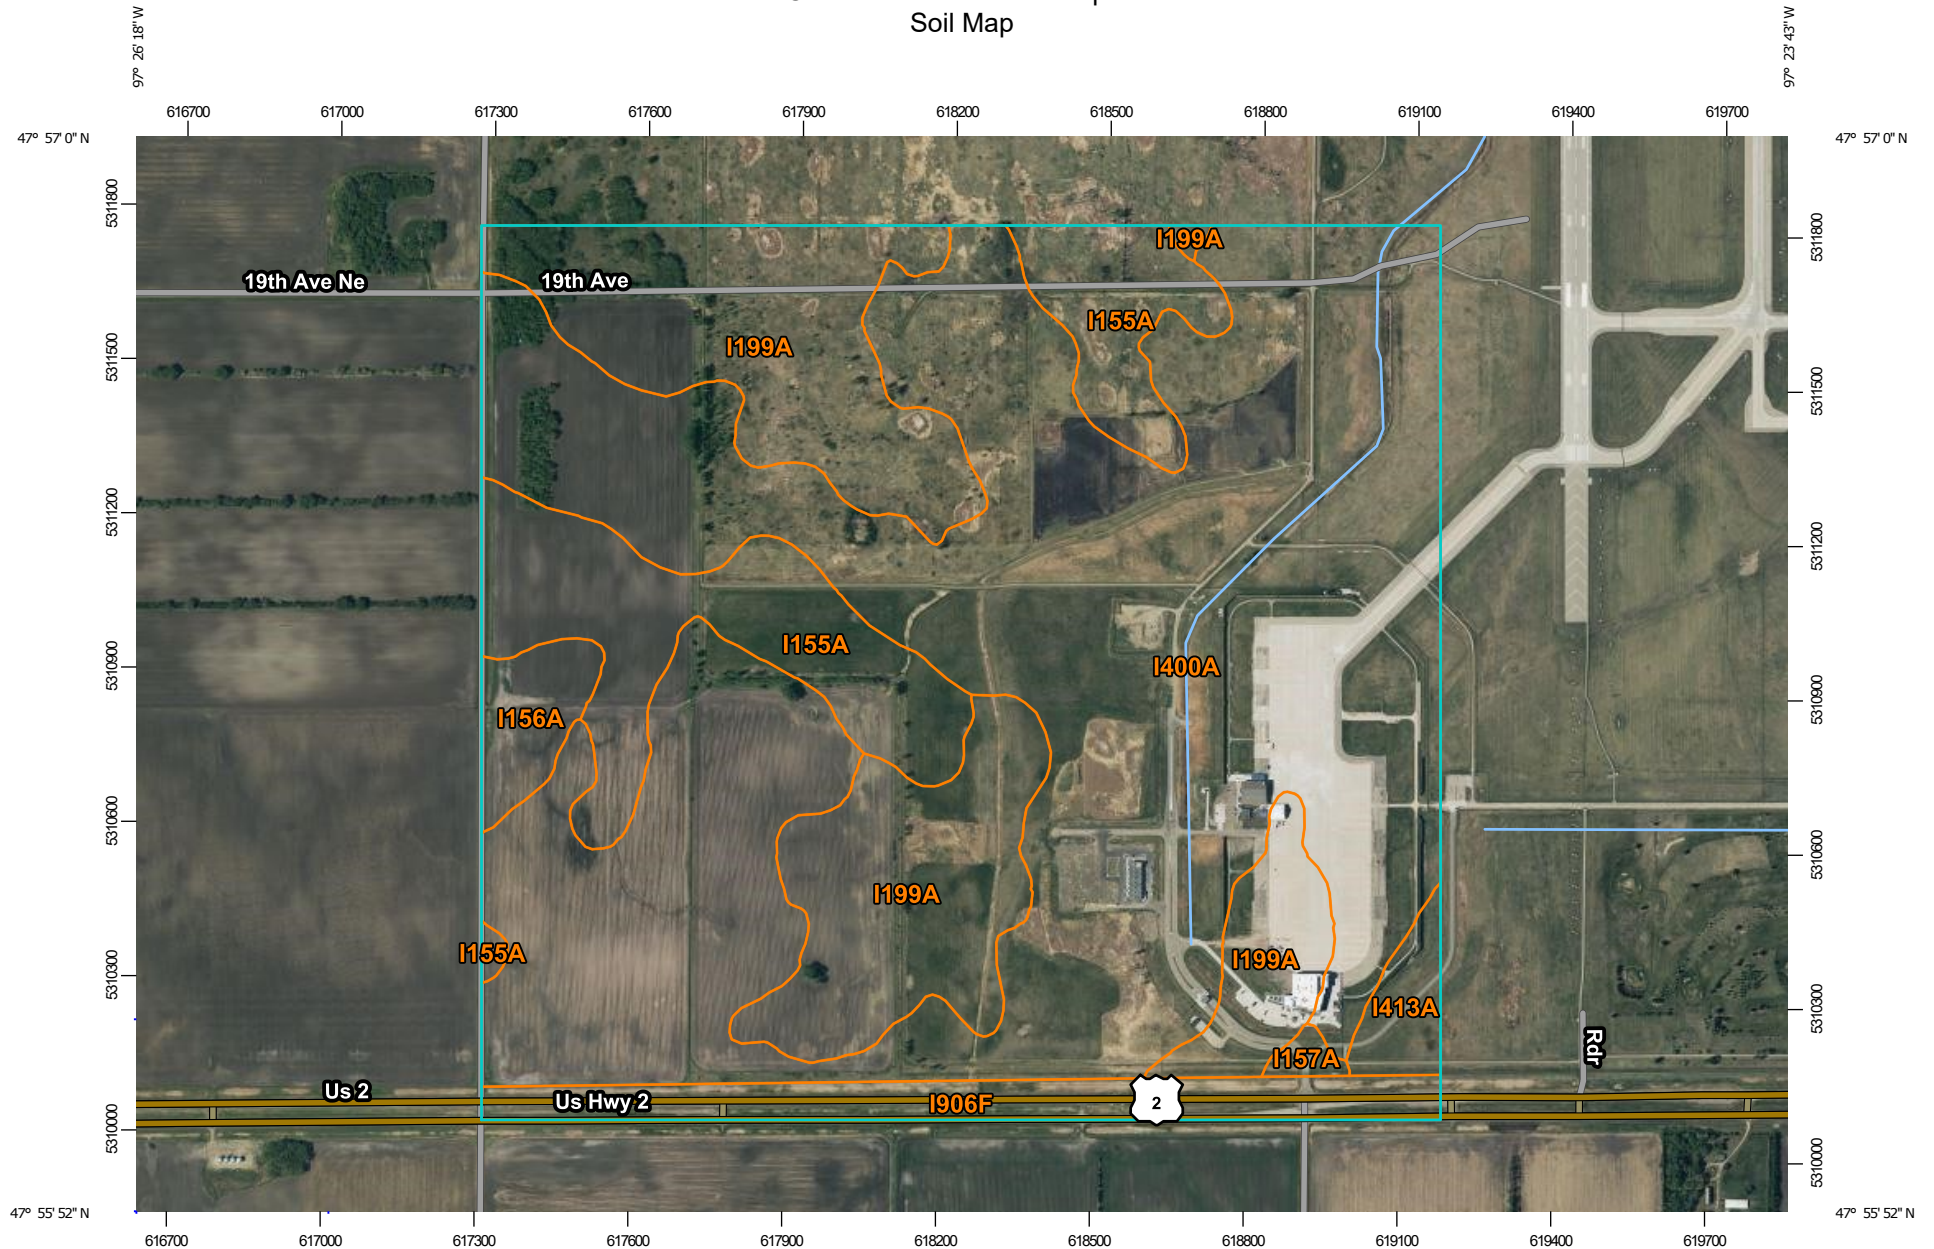 Soil Map
97° 26' 18" W
97° 23' 43" W
616700 617000 617300 617600 617900 618200 618500 618800 619100 619400 619700
47° 57' 0" N
47° 57' 0" N
5311800
5311800
I199A
19th Ave Ne
19th Ave
I155A
I199A
5311500
5311500
5311200
5311200
I155A
I400A
5310900
5310900
I156A
5310600
5310600
I199A
I155A
I199A
5310300
5310300
I413A
Rdr
I157A
Us 2
Us Hwy 2
I906F
2
5310000
5310000
47° 55' 52" N
47° 55' 52" N
616700 617000 617300 617600 617900 618200 618500 618800 619100 619400 619700